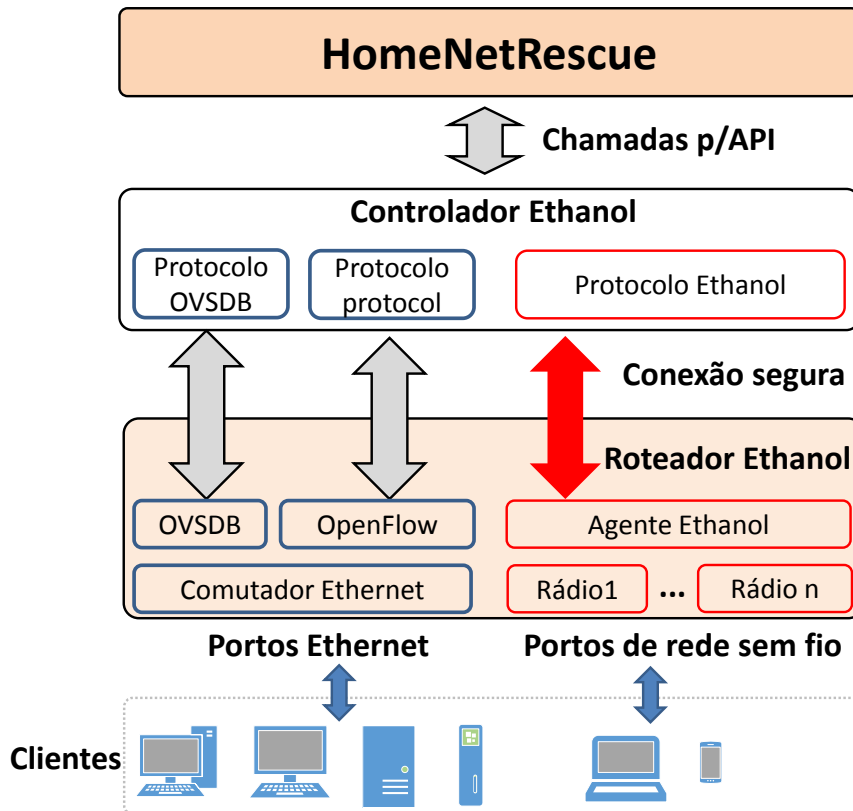 HomeNetRescue
Chamadas p/API
Controlador Ethanol
Protocolo
OVSDB
Protocolo
protocol
Protocolo Ethanol
Conexão segura
Roteador Ethanol
OVSDB
OpenFlow
Agente Ethanol
Comutador Ethernet
Rádio1
...
Rádio n
Portos Ethernet
Portos de rede sem fio
Clientes